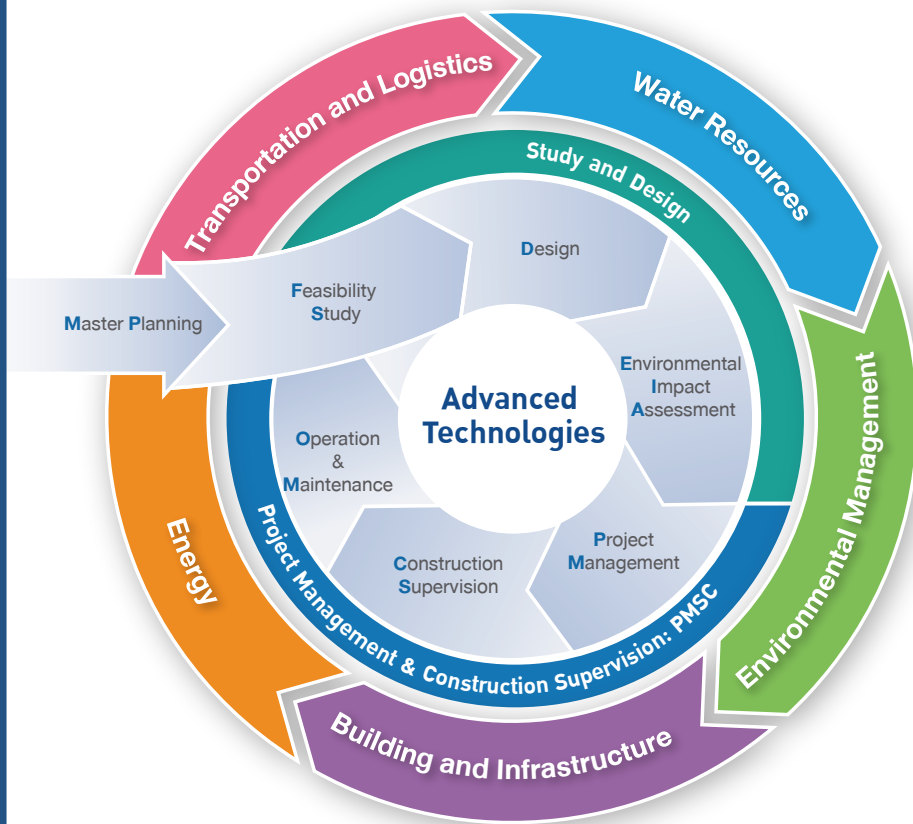 Transportation and Logistics
Water Resources
Study and Design
Design
Feasibility
Study
Master Planning
Environmental
Impact
Assessment
Advanced
Technologies
Operation
&
Maintenance
Project
Management
Construction
Supervision
Project Management & Construction Supervision: PMSC
Environmental Management
Energy
Building and Infrastructure